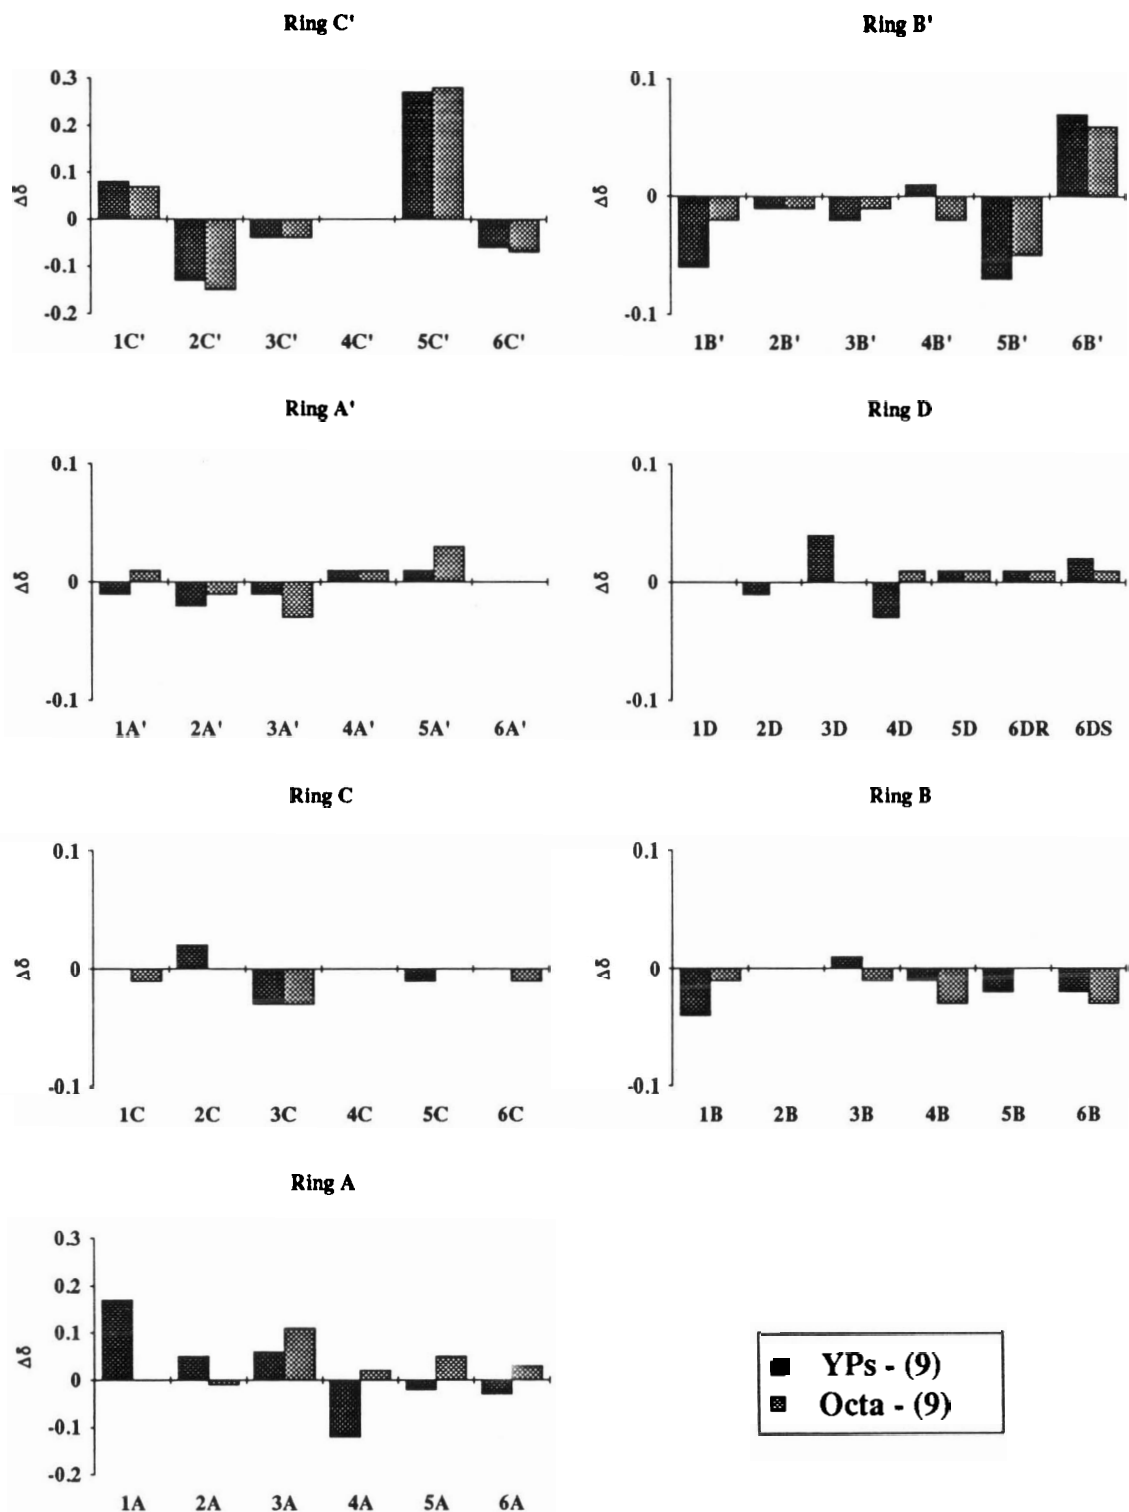 Ring C'
0.3
0.2
0.1
0
-0.1
-0.2
Δδ
1C' 2C' 3C' 4C' 5C' 6C'
Ring B'
0.1
0
-0.1
Δδ
1B' 2B' 3B' 4B' 5B' 6B'
Ring A'
0.1
0
-0.1
Δδ
1A' 2A' 3A' 4A' 5A' 6A'
Ring D
0.1
0
-0.1
Δδ
1D 2D 3D 4D 5D 6DR 6DS
Ring C
0.1
0
-0.1
Δδ
1C 2C 3C 4C 5C 6C
Ring B
0.1
0
-0.1
Δδ
1B 2B 3B 4B 5B 6B
Ring A
0.3
0.2
0.1
0
-0.1
-0.2
Δδ
1A 2A 3A 4A 5A 6A
YPs - (9)
Octa - (9)